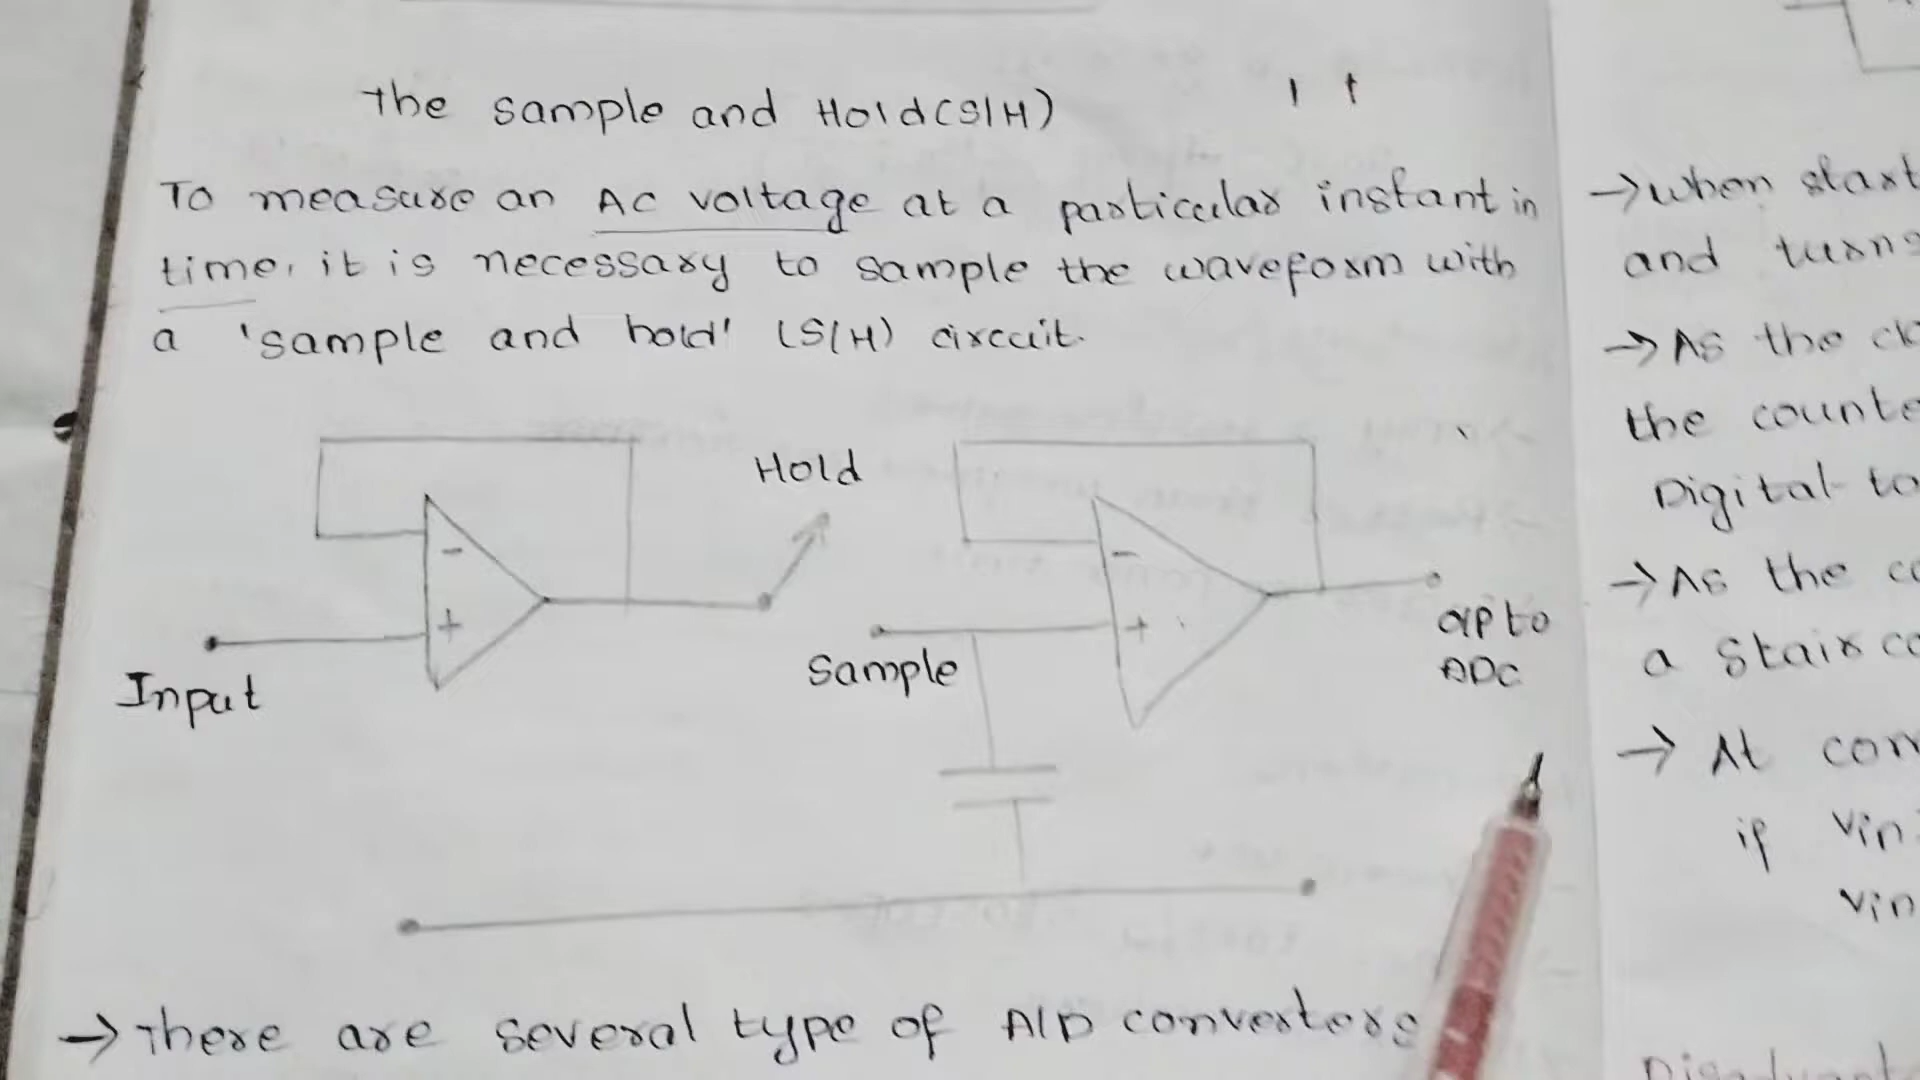 The Sample and Hold (S/H)
To measure an AC voltage at a particular instant in
time, it is necessary to sample the waveform with
a 'sample and hold' (S/H) circuit.
Hold
-
+
Input
-
+
Sample
O/P to
ADC
→ There are several type of A/D converters
→ when start
and turns
→ As the
the
Digital to
→ As the
a Stair
→ At
if Vin
Vin